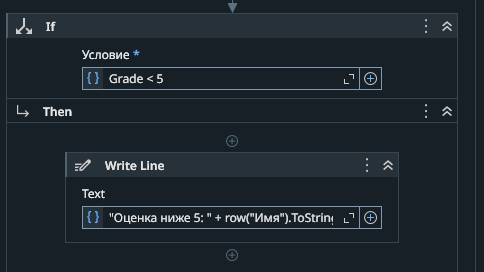 If
Условие *
Grade < 5
Then
Write Line
Text
"Оценка ниже 5: " + row("Имя").ToString